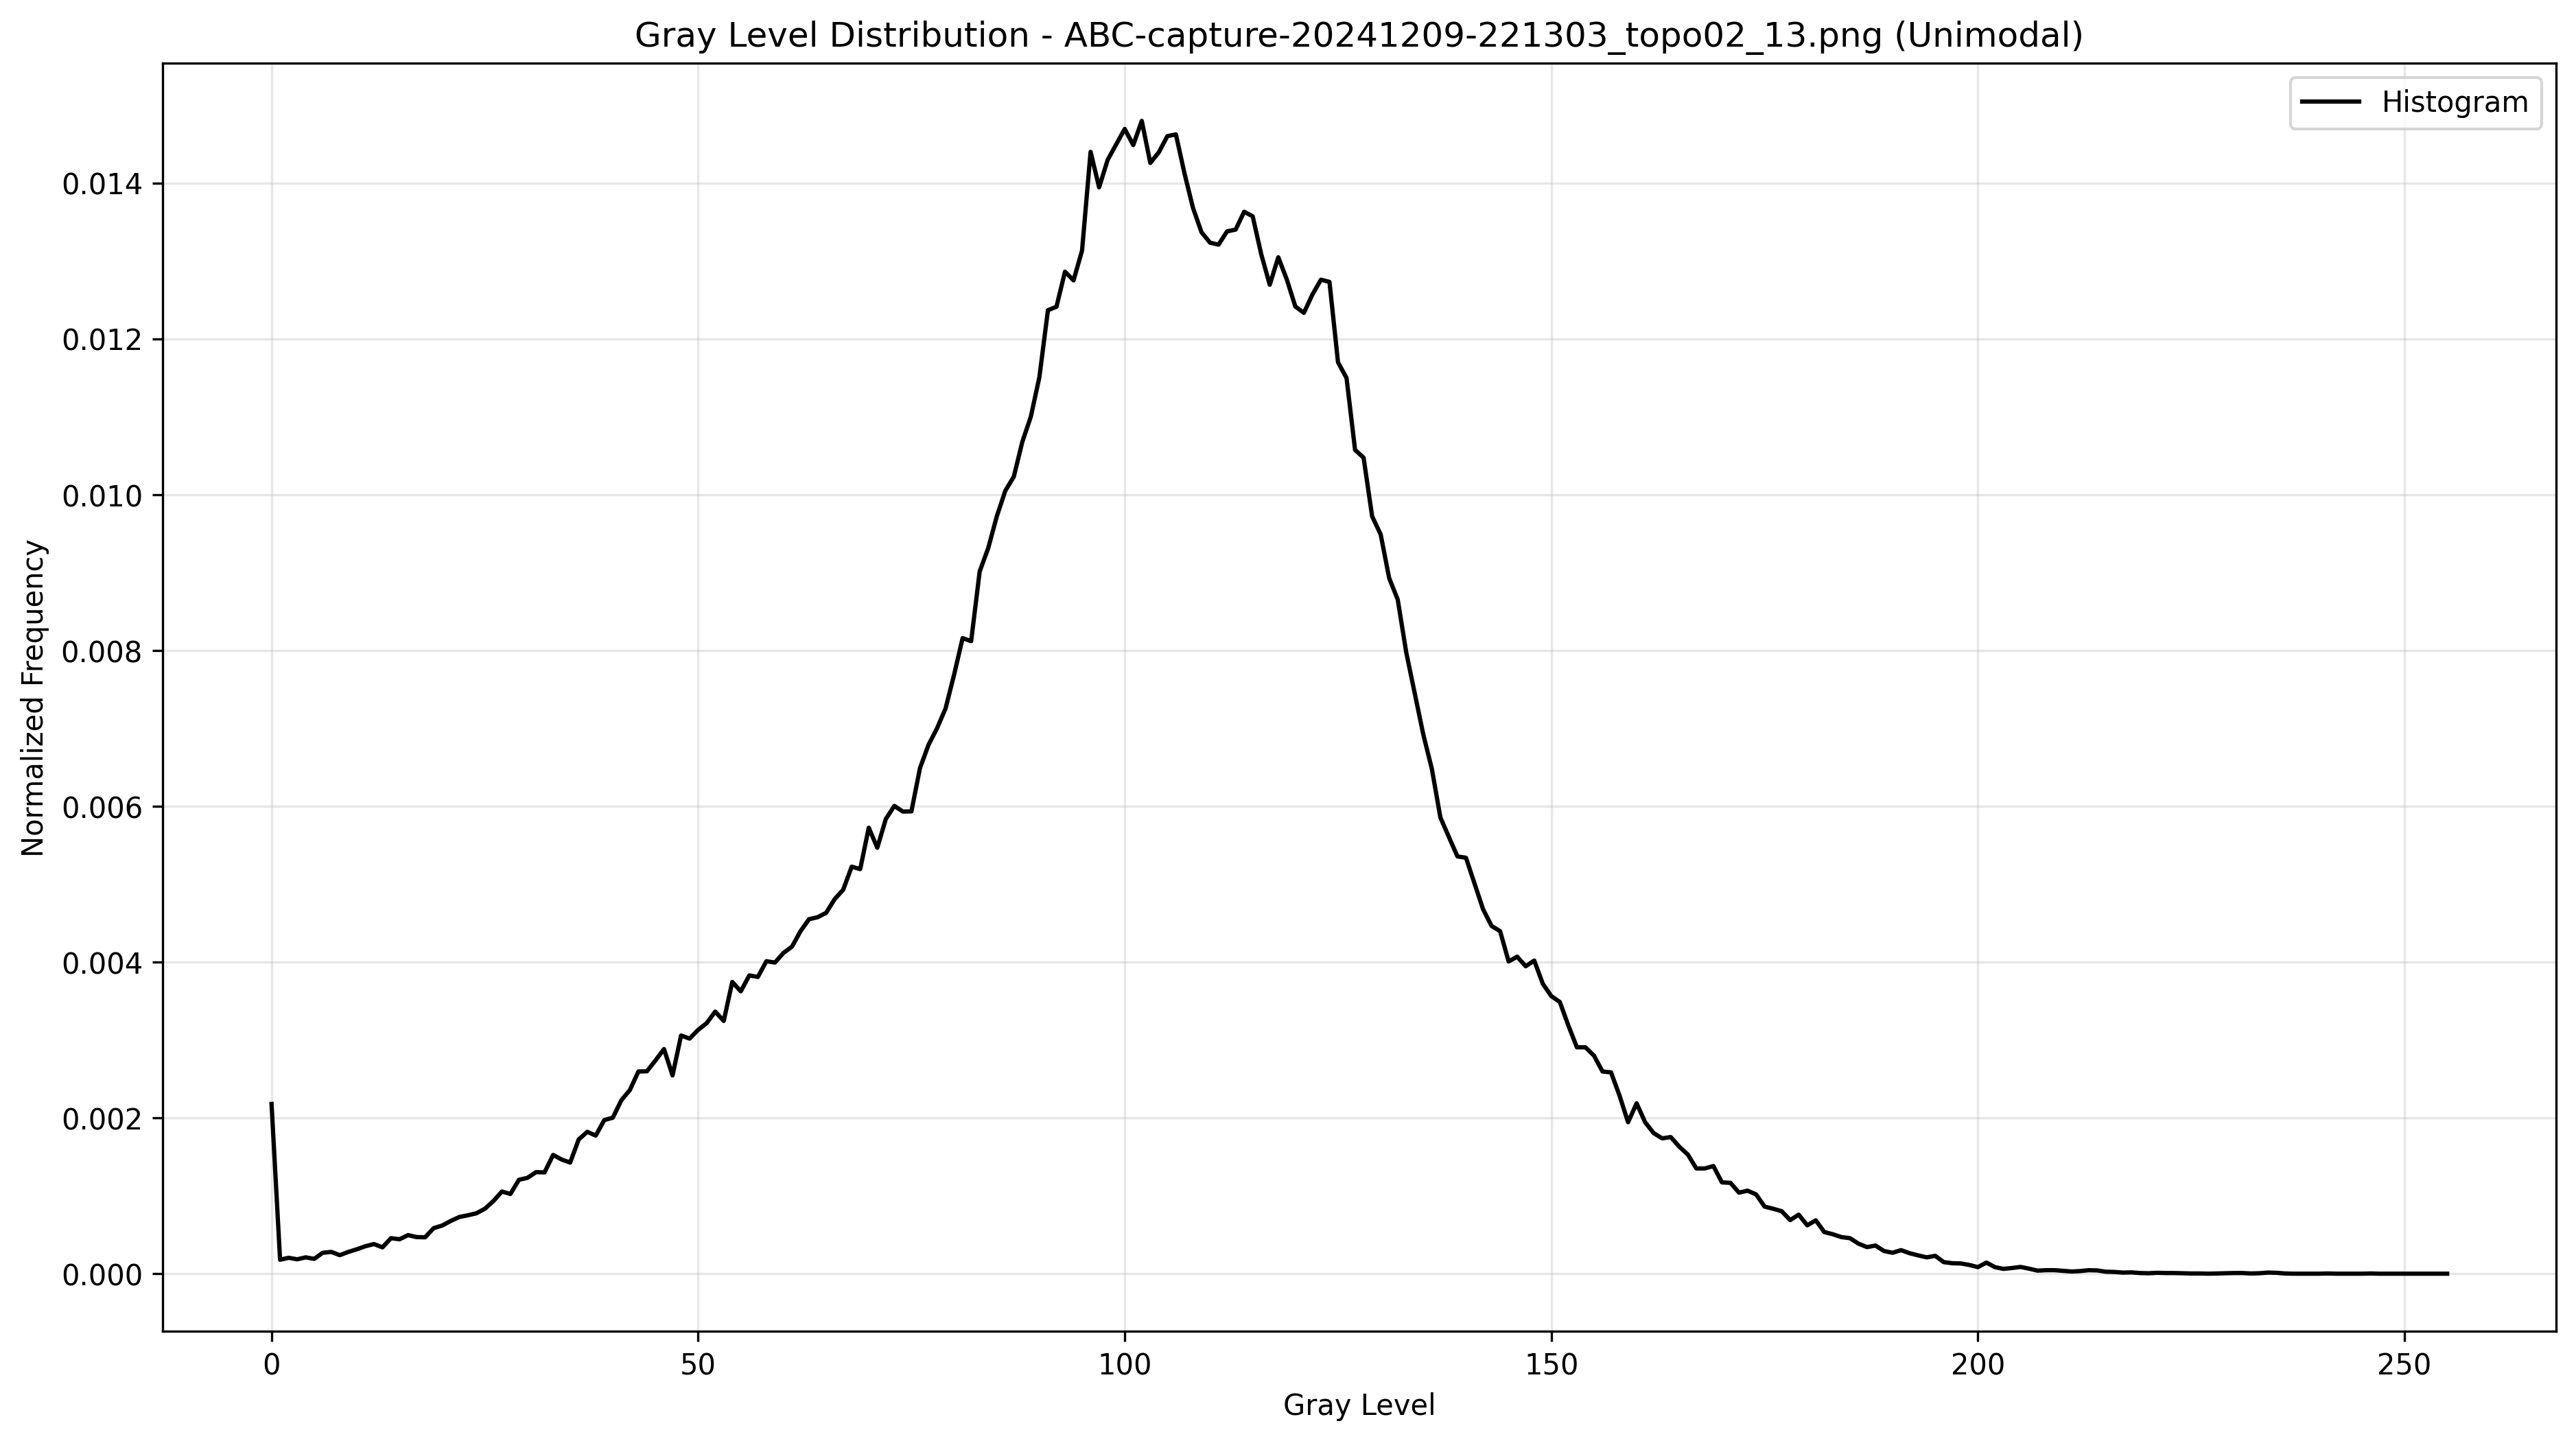 Gray Level Distribution - ABC-capture-20241209-221303_topo02_13.png (Unimodal)
Histogram
Normalized Frequency
0.014
0.012
0.010
0.008
0.006
0.004
0.002
0.000
0 50 100 150 200 250
Gray Level